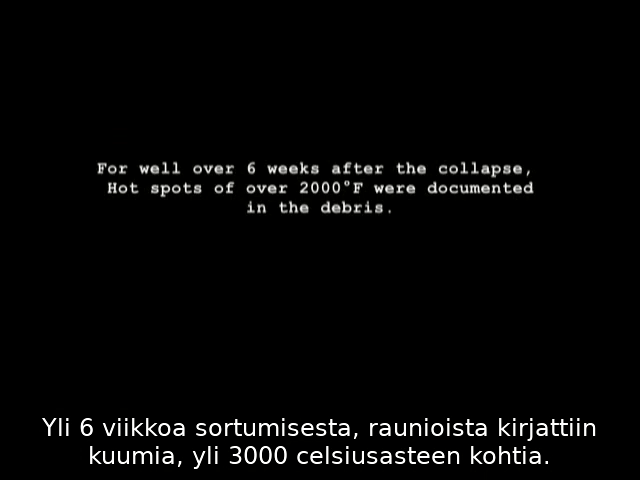 For well over 6 weeks after the collapse,
Hot spots of over 2000°F were documented
in the debris.
Yli 6 viikkoa sortumisesta, raunioista kirjattiin
kuumia, yli 3000 celsiusasteen kohtia.